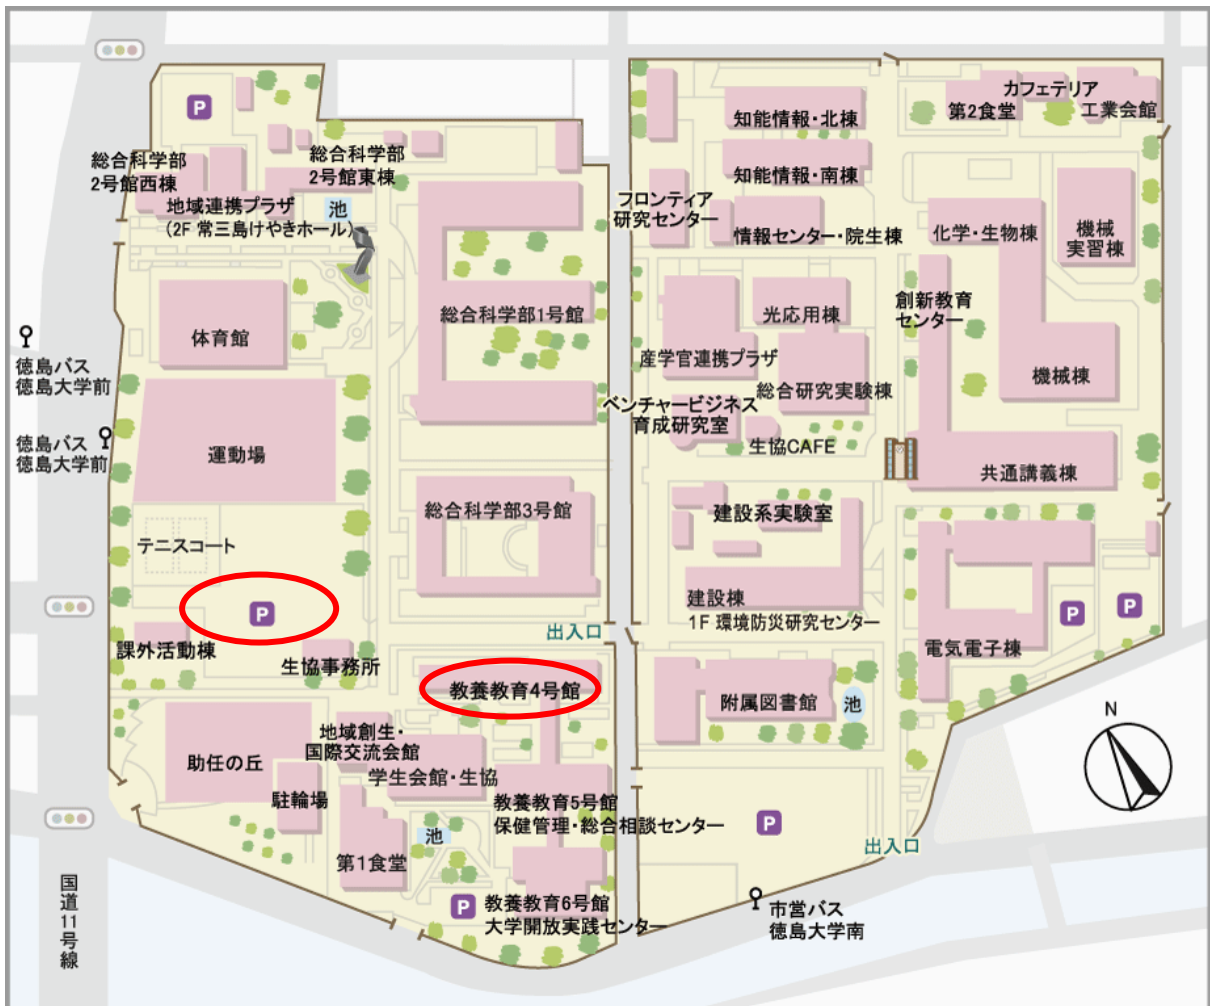 P
カフェテリア
第2食堂
工業会館
知能情報・北棟
総合科学部
2号館西棟
総合科学部
2号館東棟
知能情報・南棟
地域連携プラザ
(2F 常三島けやきホール)
池
フロンティア
研究センター
情報センター・院生棟
化学・生物棟
機械
実習棟
総合科学部1号館
光応用棟
創新教育
センター
体育館
徳島バス
徳島大学前
産学官連携プラザ
総合研究実験棟
機械棟
ベンチャービジネス
育成研究室
生協CAFE
徳島バス
徳島大学前
運動場
共通講義棟
総合科学部3号館
建設系実験室
テニスコート
P
建設棟
1F 環境防災研究センター
P
P
出入口
課外活動棟
生協事務所
電気電子棟
教養教育4号館
附属図書館
池
N
地域創生・
国際交流会館
学生会館・生協
助任の丘
駐輪場
教養教育5号館
保健管理・総合相談センター
P
池
出入口
第1食堂
P
教養教育6号館
大学開放実践センター
市営バス
徳島大学南
国道11号線